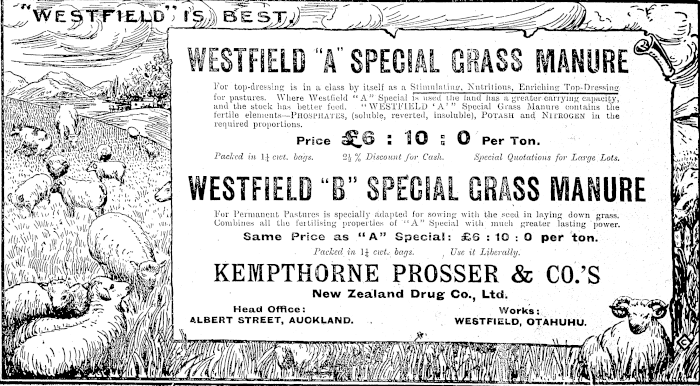 "WESTFIELD" IS BEST.
WESTFIELD "A" SPECIAL GRASS MANURE
For top-dressing is in a class by itself as a Stimulating, Nutritious, Enriching Top-Dressing
for pastures. Where Westfield "A" Special is used the land has a greater carrying capacity,
and the stock has better feed. "WESTFIELD 'A'" Special Grass Manure contains the
fertile elements—PHOSPHATES, (soluble, reverted, insoluble), POTASH and NITROGEN in the
required proportions.
Price £6 : 10 : 0 Per Ton.
Packed in 1¼ cwt. bags. 2½ % Discount for Cash. Special Quotations for Large Lots.
WESTFIELD "B" SPECIAL GRASS MANURE
For Permanent Pastures is specially adapted for sowing with the seed in laying down grass.
Combines all the fertilising properties of "A" Special with much greater lasting power.
Same Price as "A" Special: £6 : 10 : 0 per ton.
Packed in 1¼ cwt. bags. Use it Liberally.
KEMPTHORNE PROSSER & CO.'S
New Zealand Drug Co., Ltd.
Head Office:
ALBERT STREET, AUCKLAND.
Works:
WESTFIELD, OTAHUHU.